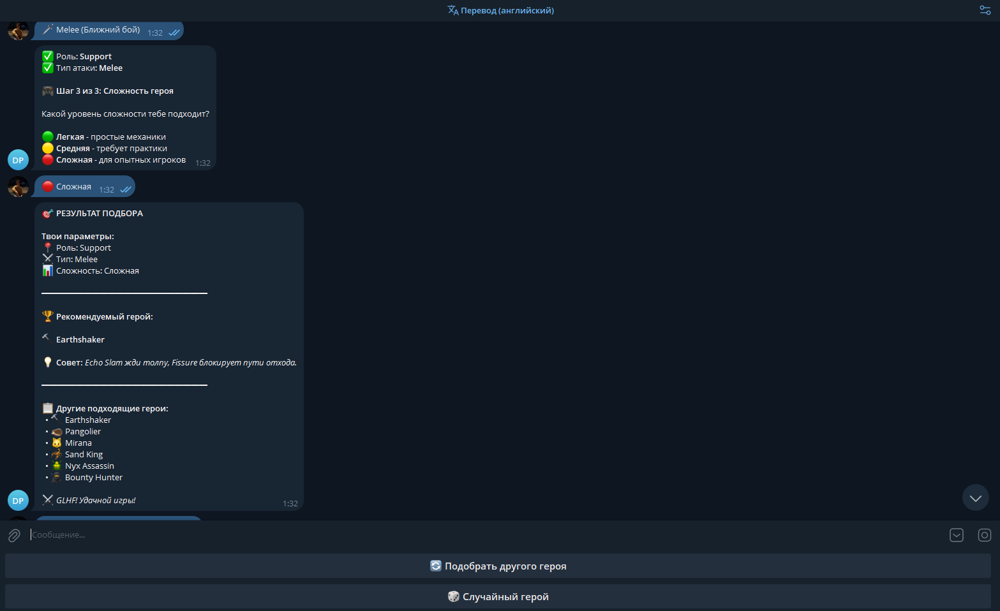 Перевод (английский)
Melee (Ближний бой) 1:32
Роль: Support
Тип атаки: Melee
Шаг 3 из 3: Сложность героя
Какой уровень сложности тебе подходит?
Легкая - простые механики
Средняя - требует практики
Сложная - для опытных игроков 1:32
DP
Сложная 1:32
РЕЗУЛЬТАТ ПОДБОРА
Твои параметры:
Роль: Support
Тип: Melee
Сложность: Сложная
Рекомендуемый герой:
Earthshaker
Совет: Echo Slam жди толпу, Fissure блокирует пути отхода.
Другие подходящие герои:
• Earthshaker
• Pangolier
• Mirana
• Sand King
• Nyx Assassin
• Bounty Hunter
GLHF! Удачной игры! 1:32
DP
Сообщение...
Подобрать другого героя
Случайный герой